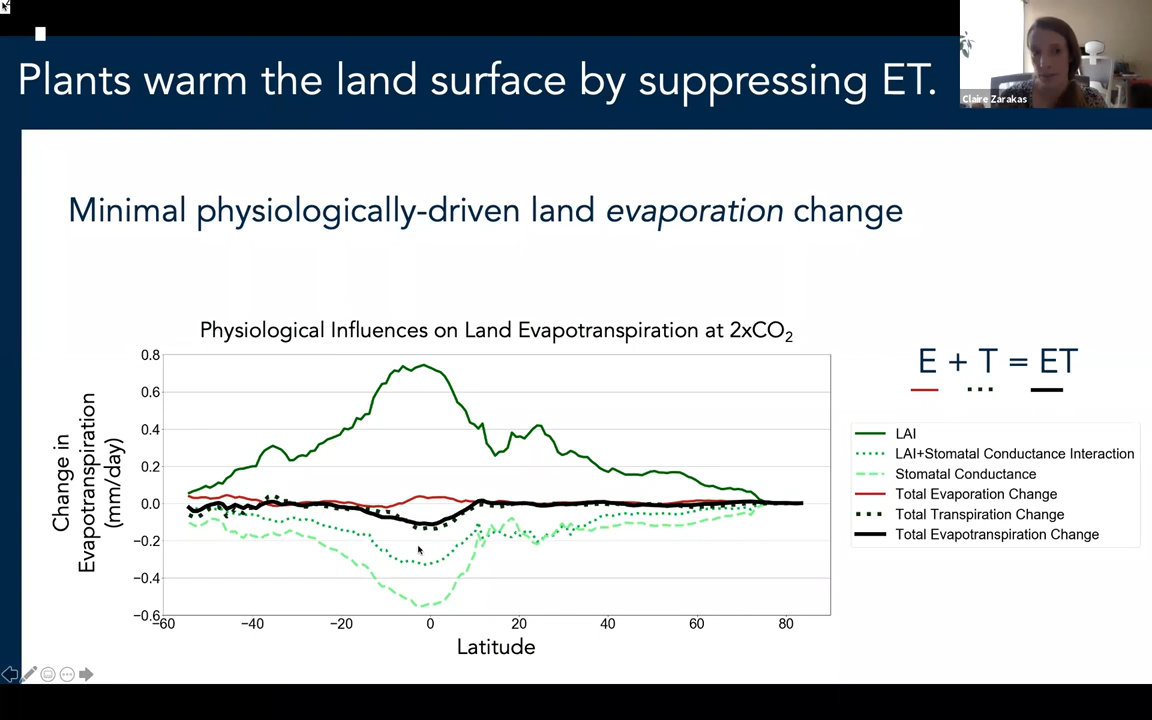 Plants warm the land surface by suppressing ET.
Claire Zarakas
Minimal physiologically-driven land evaporation change
Physiological Influences on Land Evapotranspiration at 2xCO₂
Change in
Evapotranspiration
(mm/day)
0.8
0.6
0.4
0.2
0.0
−0.2
−0.4
−0.6
−60 −40 −20 0 20 40 60 80
Latitude
E + T = ET
LAI
LAI+Stomatal Conductance Interaction
Stomatal Conductance
Total Evaporation Change
Total Transpiration Change
Total Evapotranspiration Change